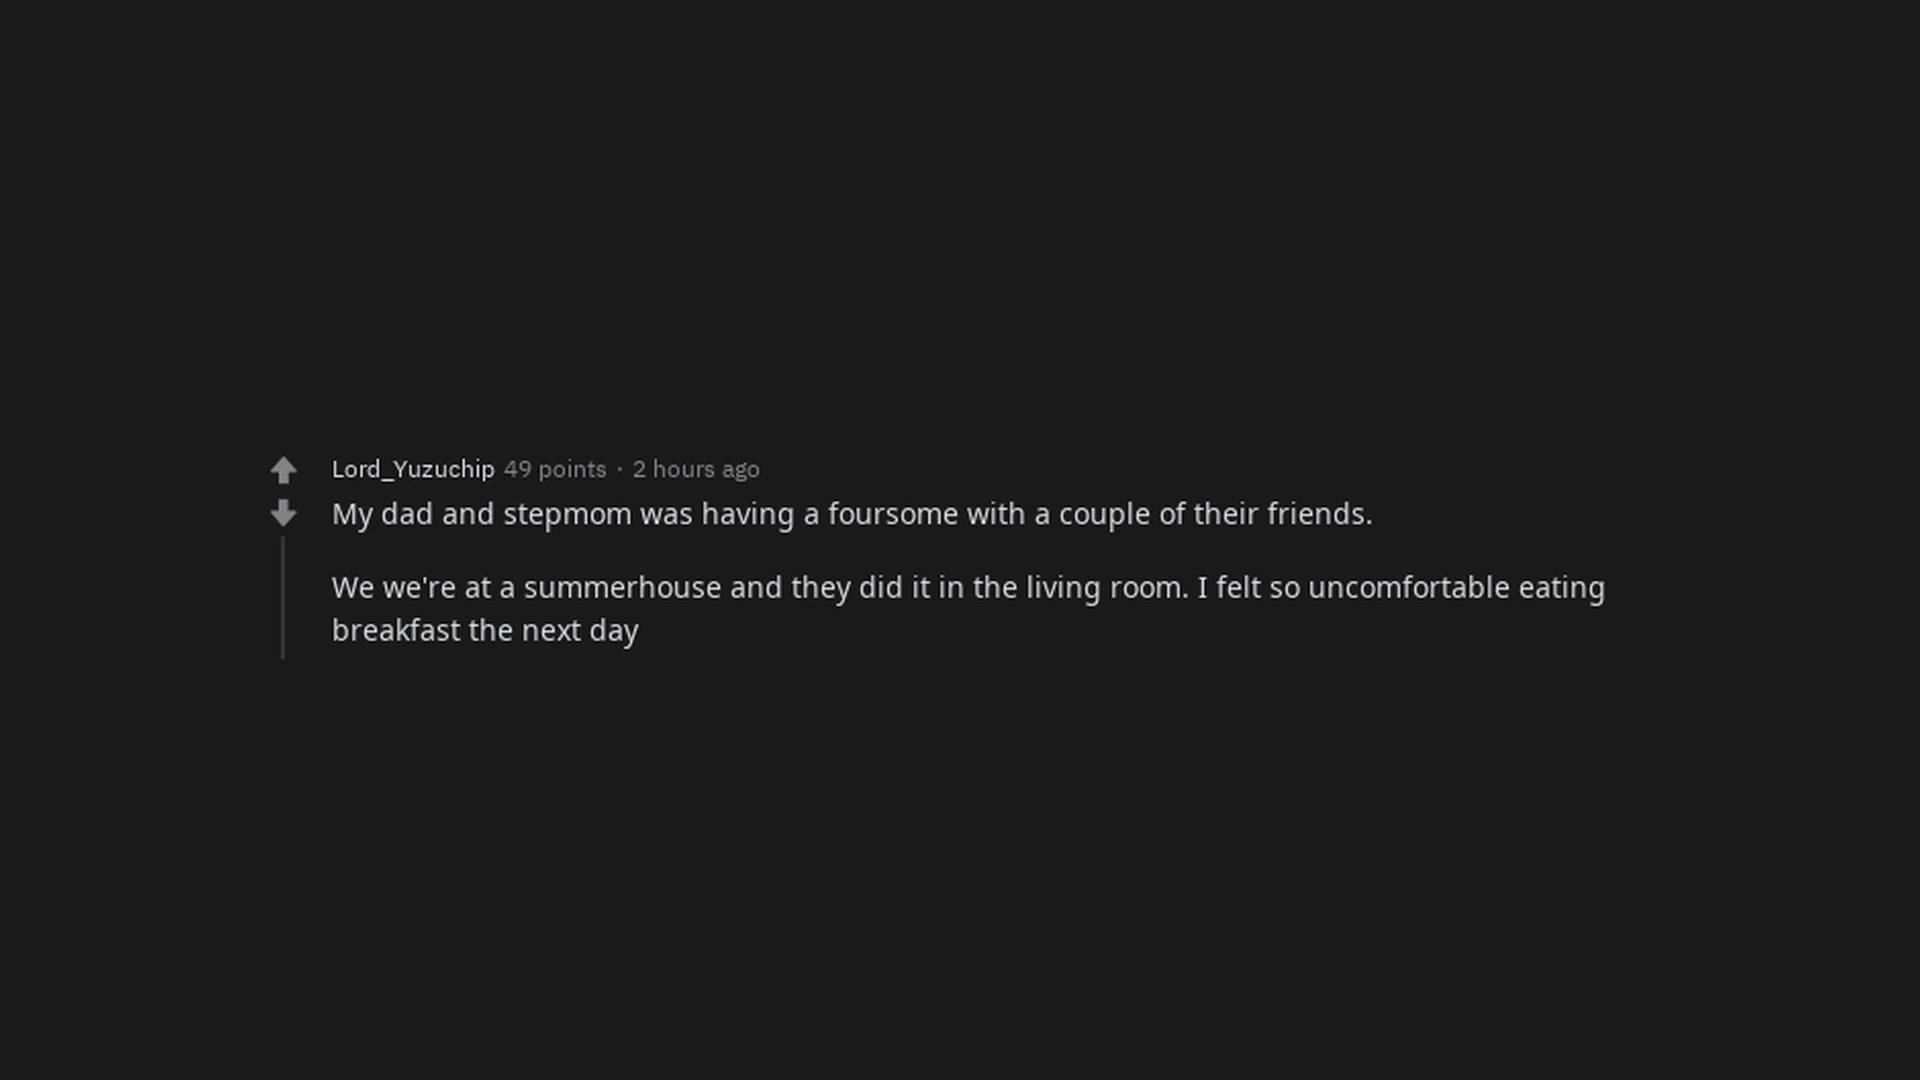 Lord_Yuzuchip 49 points · 2 hours ago
My dad and stepmom was having a foursome with a couple of their friends.
We we're at a summerhouse and they did it in the living room. I felt so uncomfortable eating
breakfast the next day